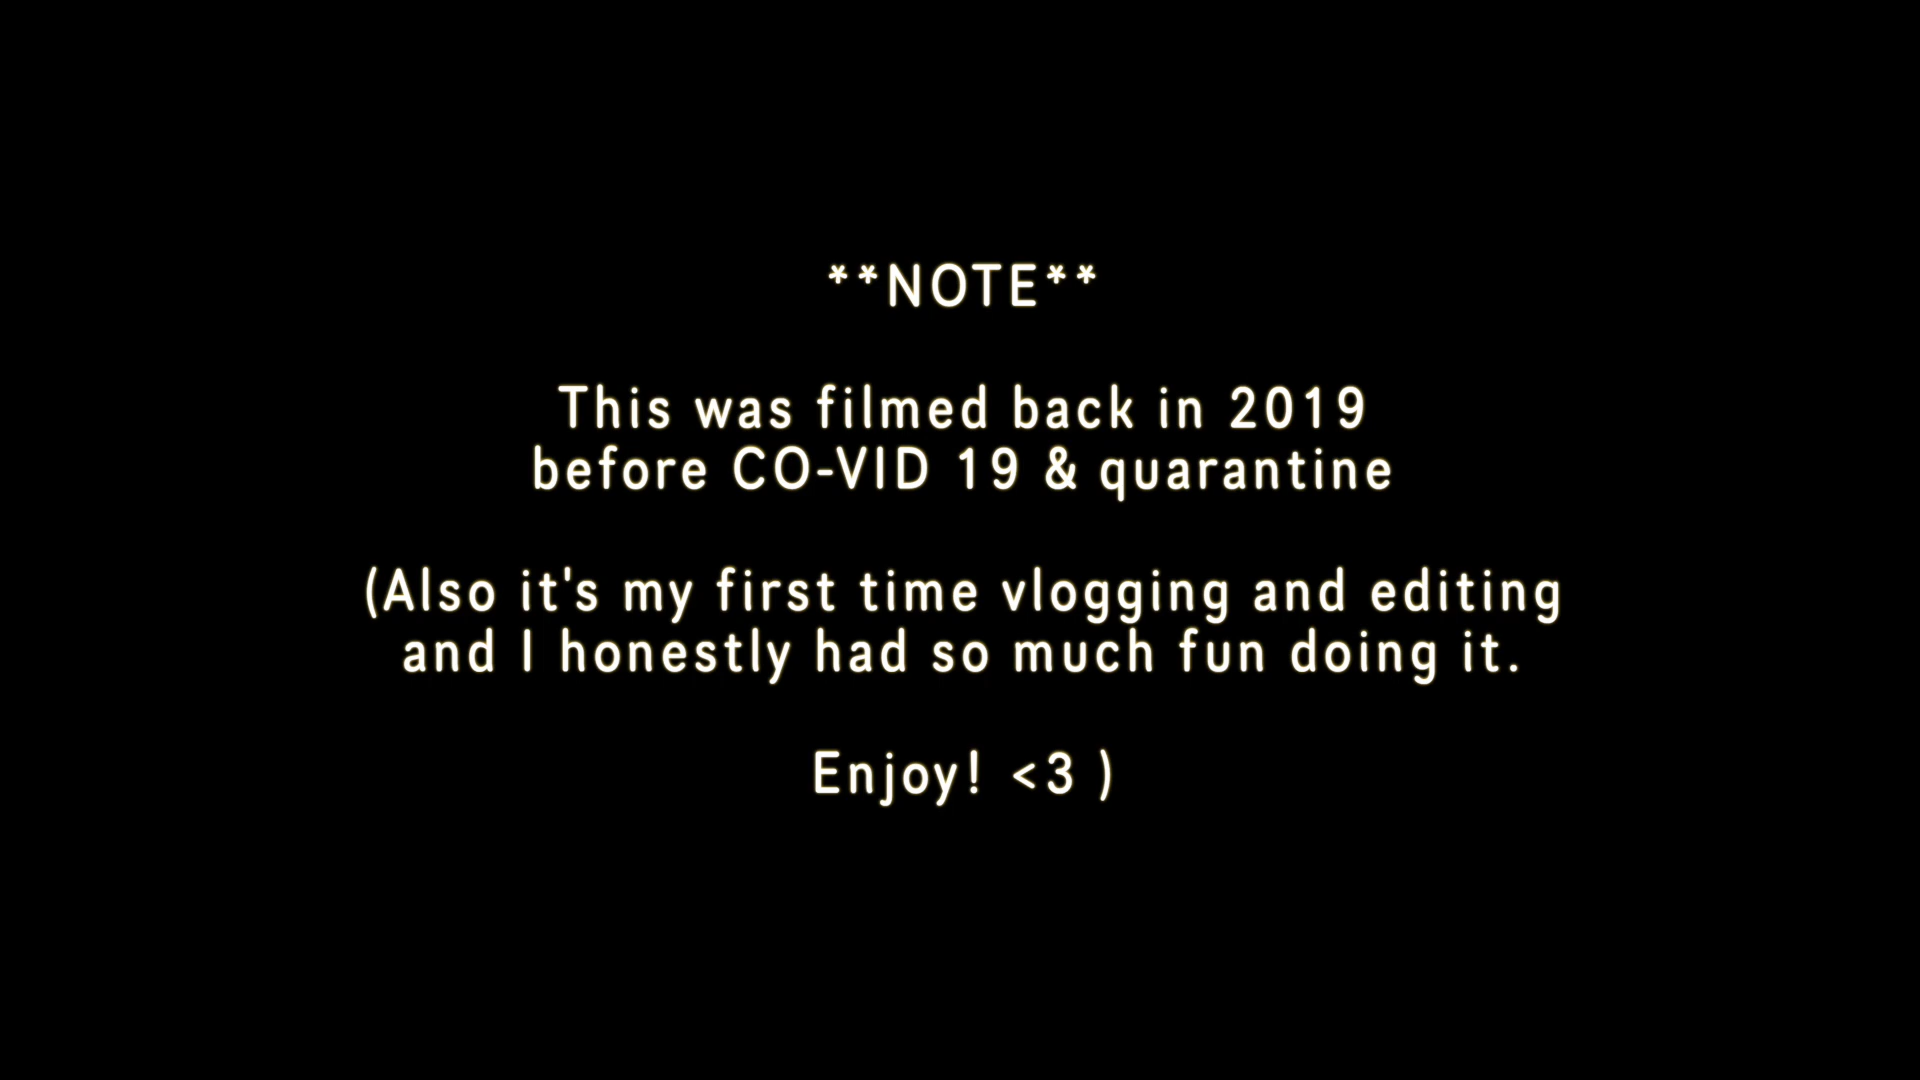 **NOTE**
This was filmed back in 2019
before CO-VID 19 & quarantine
(Also it's my first time vlogging and editing
and I honestly had so much fun doing it.
Enjoy! <3 )